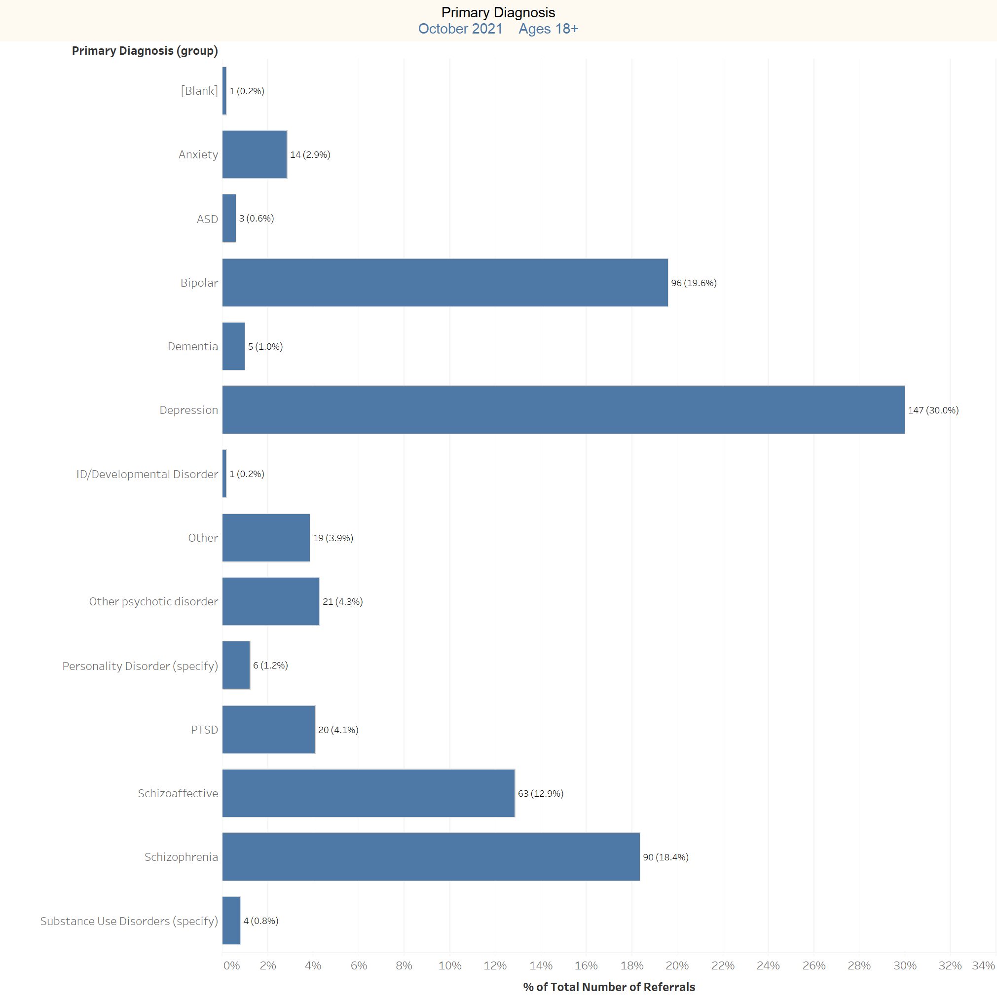 Primary Diagnosis
October 2021 Ages 18+
Primary Diagnosis (group)
[Blank] 1 (0.2%)
Anxiety 14 (2.9%)
ASD 3 (0.6%)
Bipolar 96 (19.6%)
Dementia 5 (1.0%)
Depression 147 (30.0%)
ID/Developmental Disorder 1 (0.2%)
Other 19 (3.9%)
Other psychotic disorder 21 (4.3%)
Personality Disorder (specify) 6 (1.2%)
PTSD 20 (4.1%)
Schizoaffective 63 (12.9%)
Schizophrenia 90 (18.4%)
Substance Use Disorders (specify) 4 (0.8%)
0% 2% 4% 6% 8% 10% 12% 14% 16% 18% 20% 22% 24% 26% 28% 30% 32% 34%
% of Total Number of Referrals